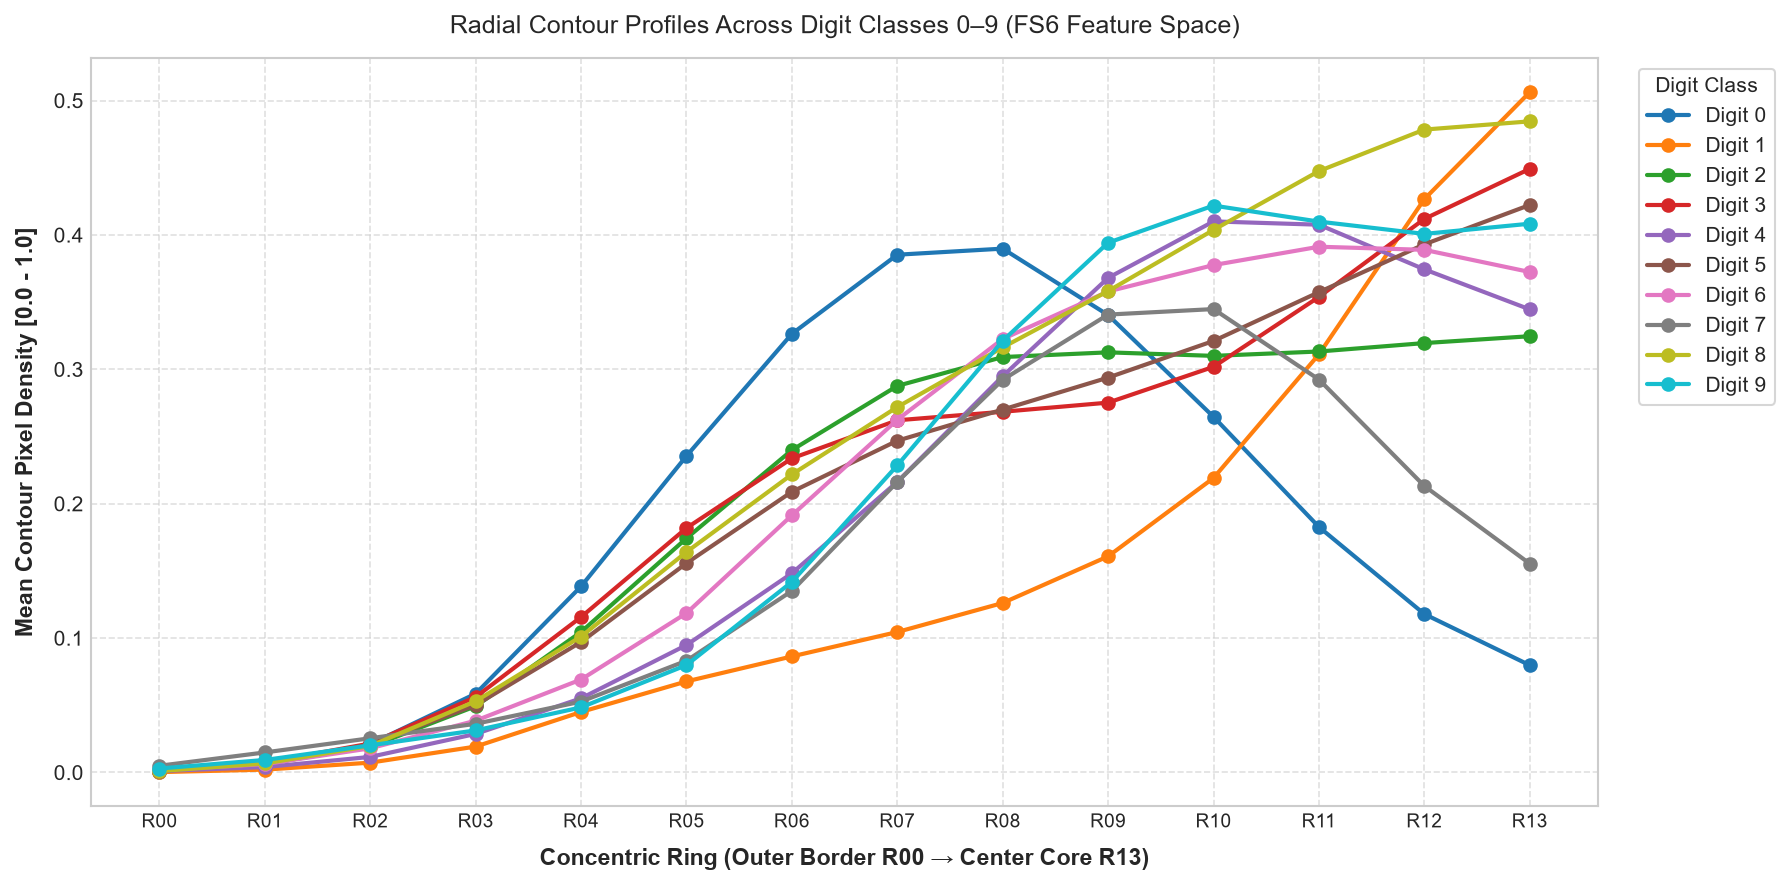 Radial Contour Profiles Across Digit Classes 0–9 (FS6 Feature Space)
Digit Class
Digit 0
Digit 1
Digit 2
Digit 3
Digit 4
Digit 5
Digit 6
Digit 7
Digit 8
Digit 9
Mean Contour Pixel Density [0.0 - 1.0]
0.5
0.4
0.3
0.2
0.1
0.0
R00 R01 R02 R03 R04 R05 R06 R07 R08 R09 R10 R11 R12 R13
Concentric Ring (Outer Border R00 → Center Core R13)